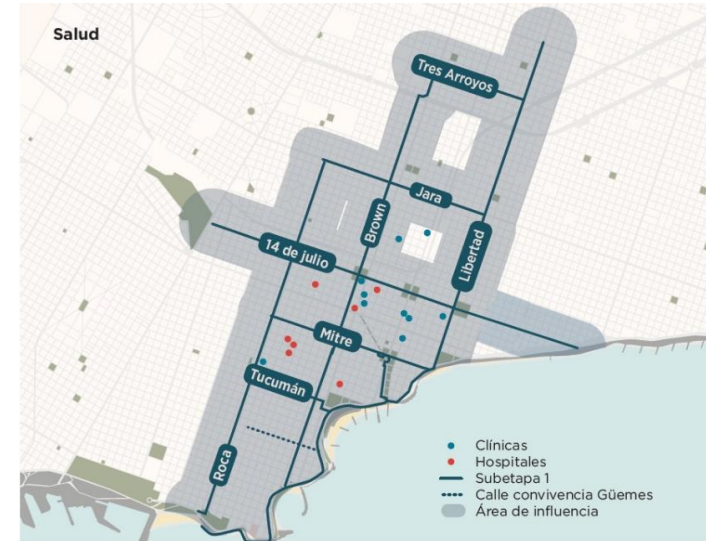 Salud
Tres Arroyos
Jara
Brown
Libertad
14 de julio
Mitre
Tucumán
Roca
Clínicas
Hospitales
Subetapa 1
Calle convivencia Güemes
Área de influencia